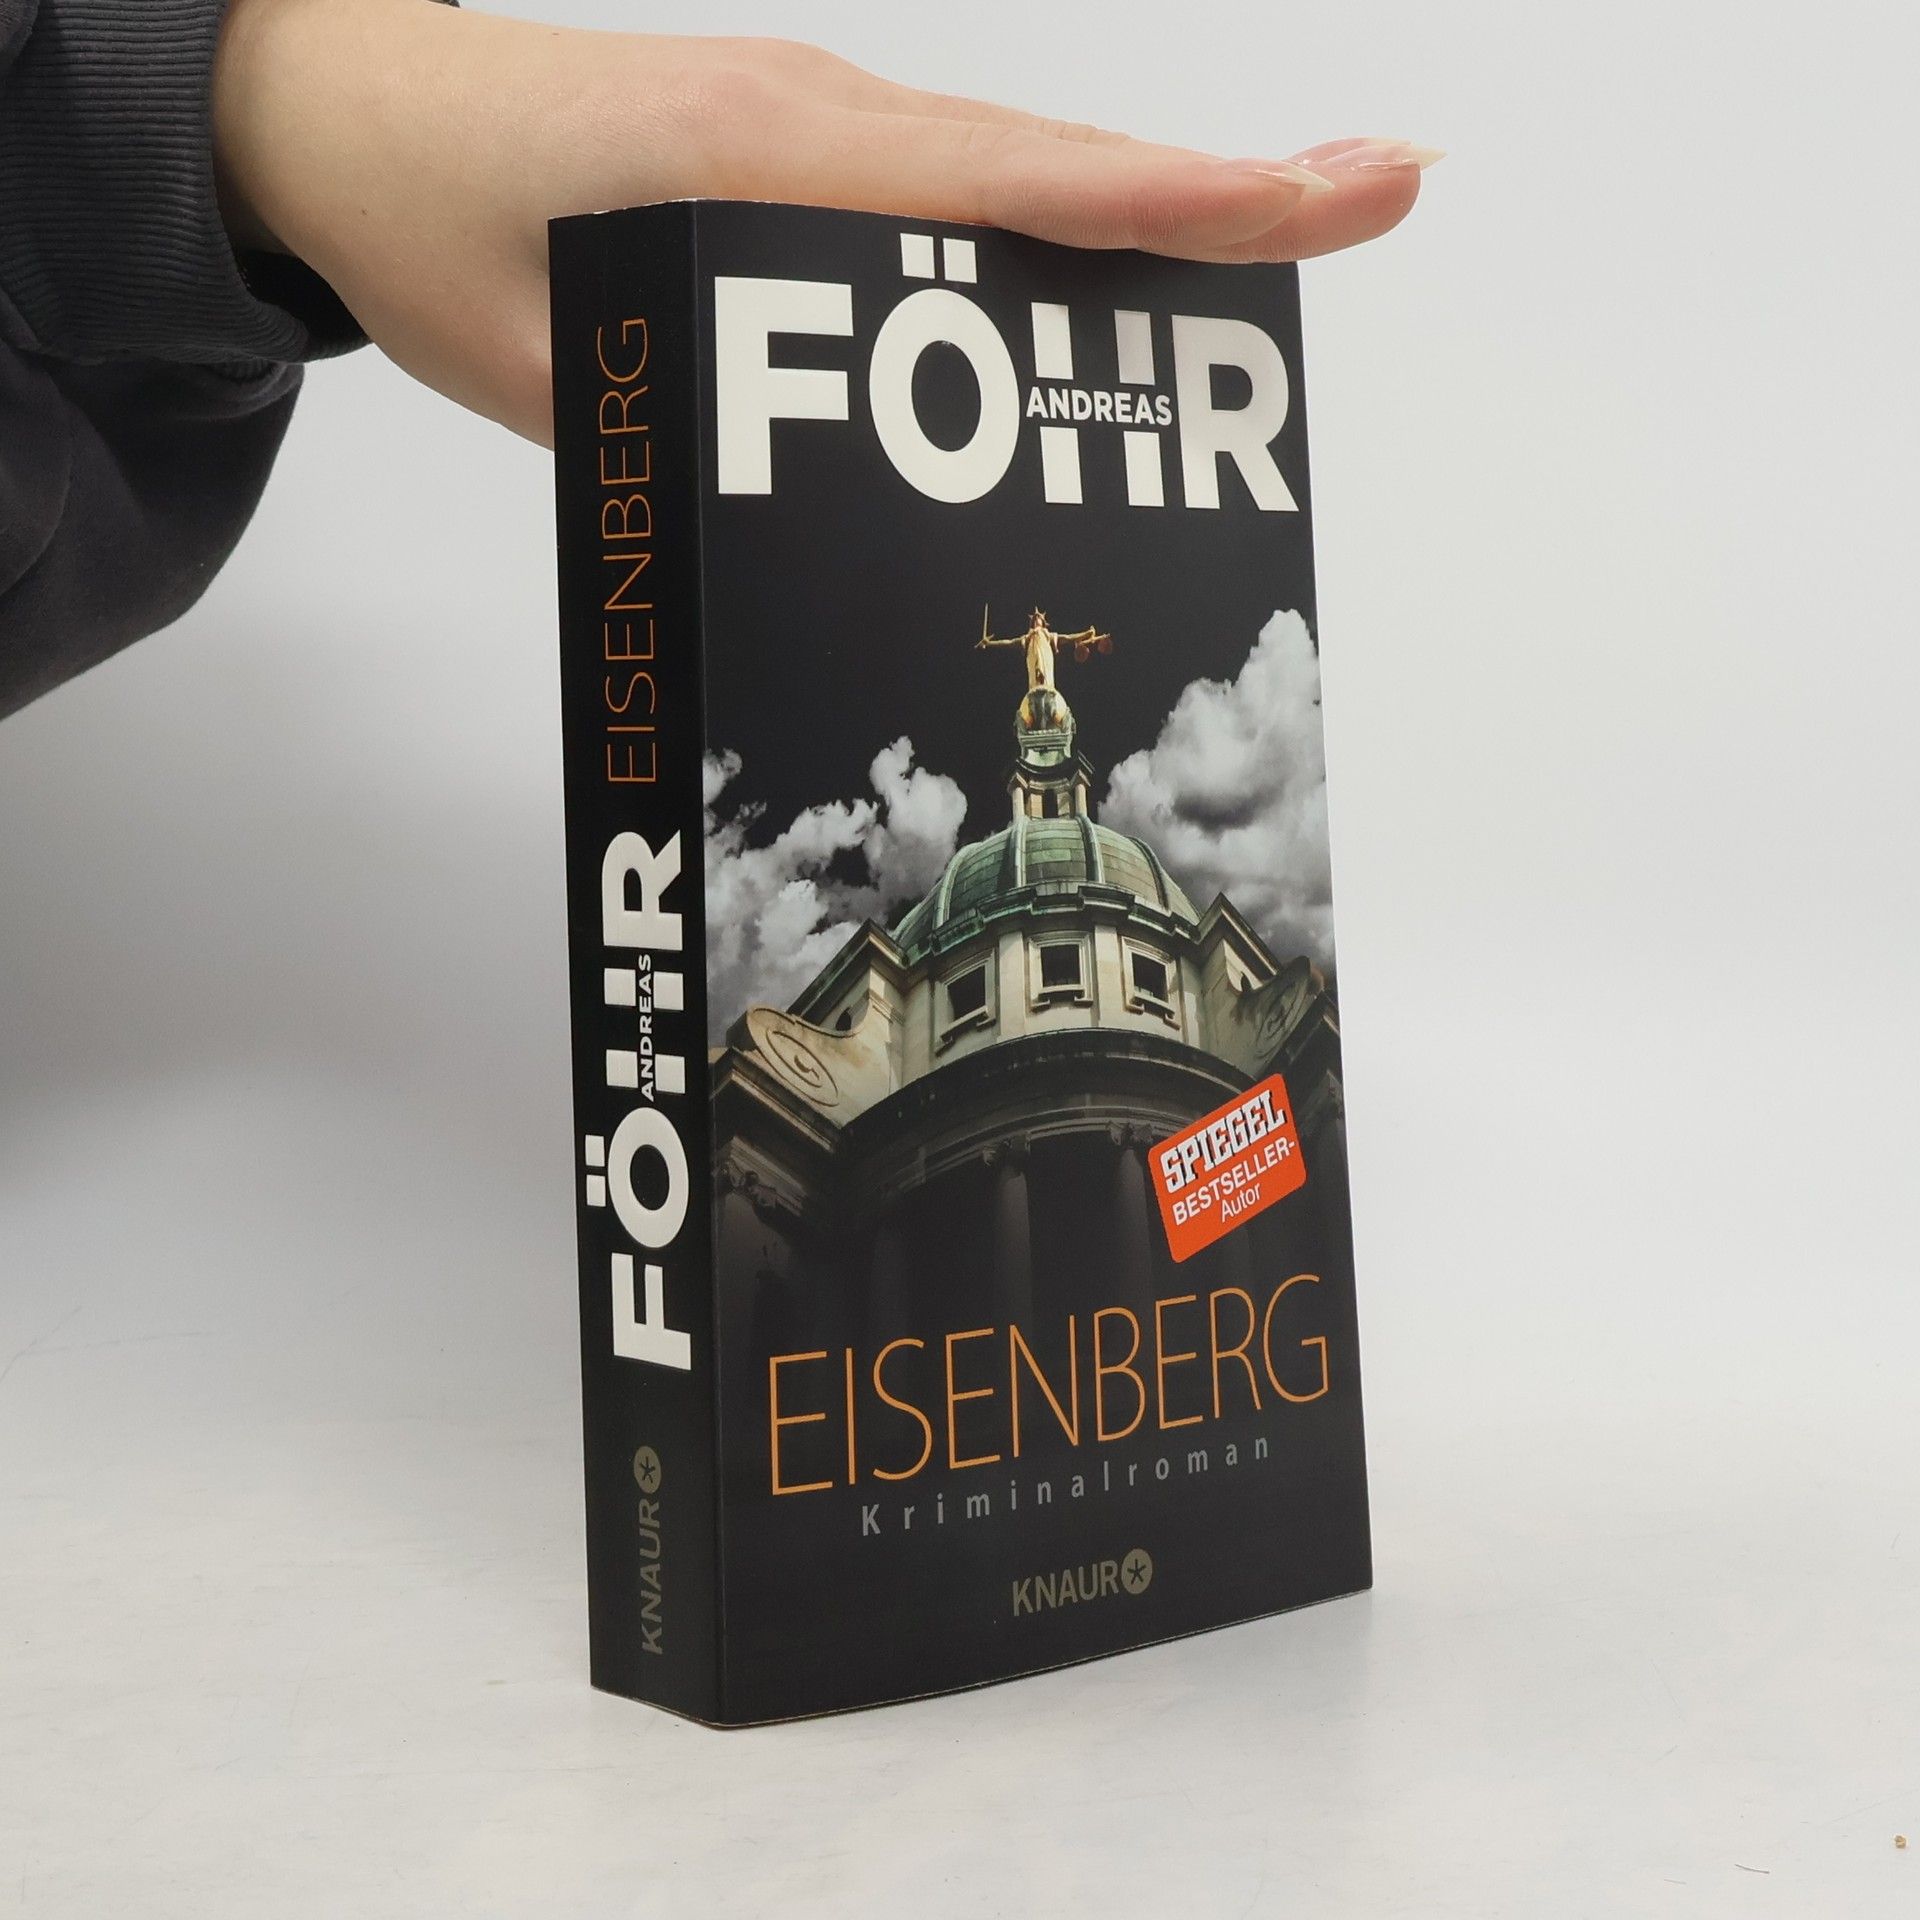 EISENBERG
FÖHR
ANDREAS
KNAUR
FÖHR
ANDREAS
SPIEGEL
BESTSELLER-
Autor
EISENBERG
Kriminalroman
KNAUR